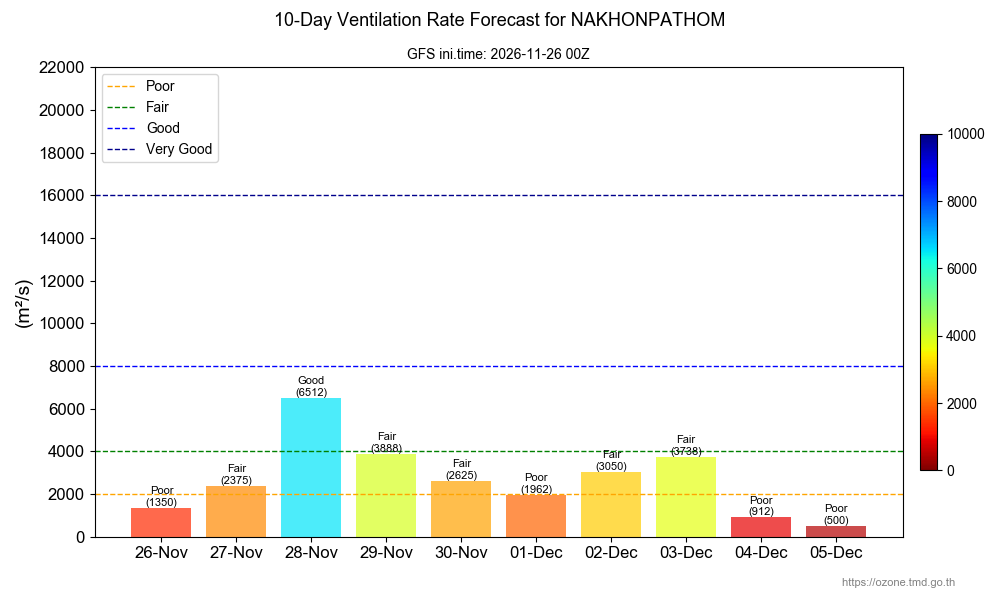 10-Day Ventilation Rate Forecast for NAKHONPATHOM
GFS ini.time: 2026-11-26 00Z
(m²/s)
22000
20000
18000
16000
14000
12000
10000
8000
6000
4000
2000
0
Poor
Fair
Good
Very Good
Poor
(1350)
Fair
(2375)
Good
(6512)
Fair
(3888)
Fair
(2625)
Poor
(1962)
Fair
(3050)
Fair
(3738)
Poor
(912)
Poor
(500)
26-Nov 27-Nov 28-Nov 29-Nov 30-Nov 01-Dec 02-Dec 03-Dec 04-Dec 05-Dec
10000
8000
6000
4000
2000
0
https://ozone.tmd.go.th